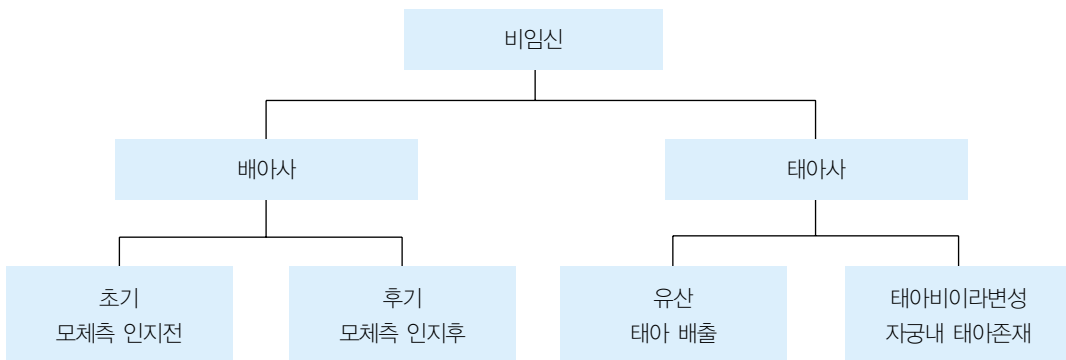 비임신
배아사
태아사
초기
모체측 인지전
후기
모체측 인지후
유산
태아 배출
태아비이라변성
자궁내 태아존재